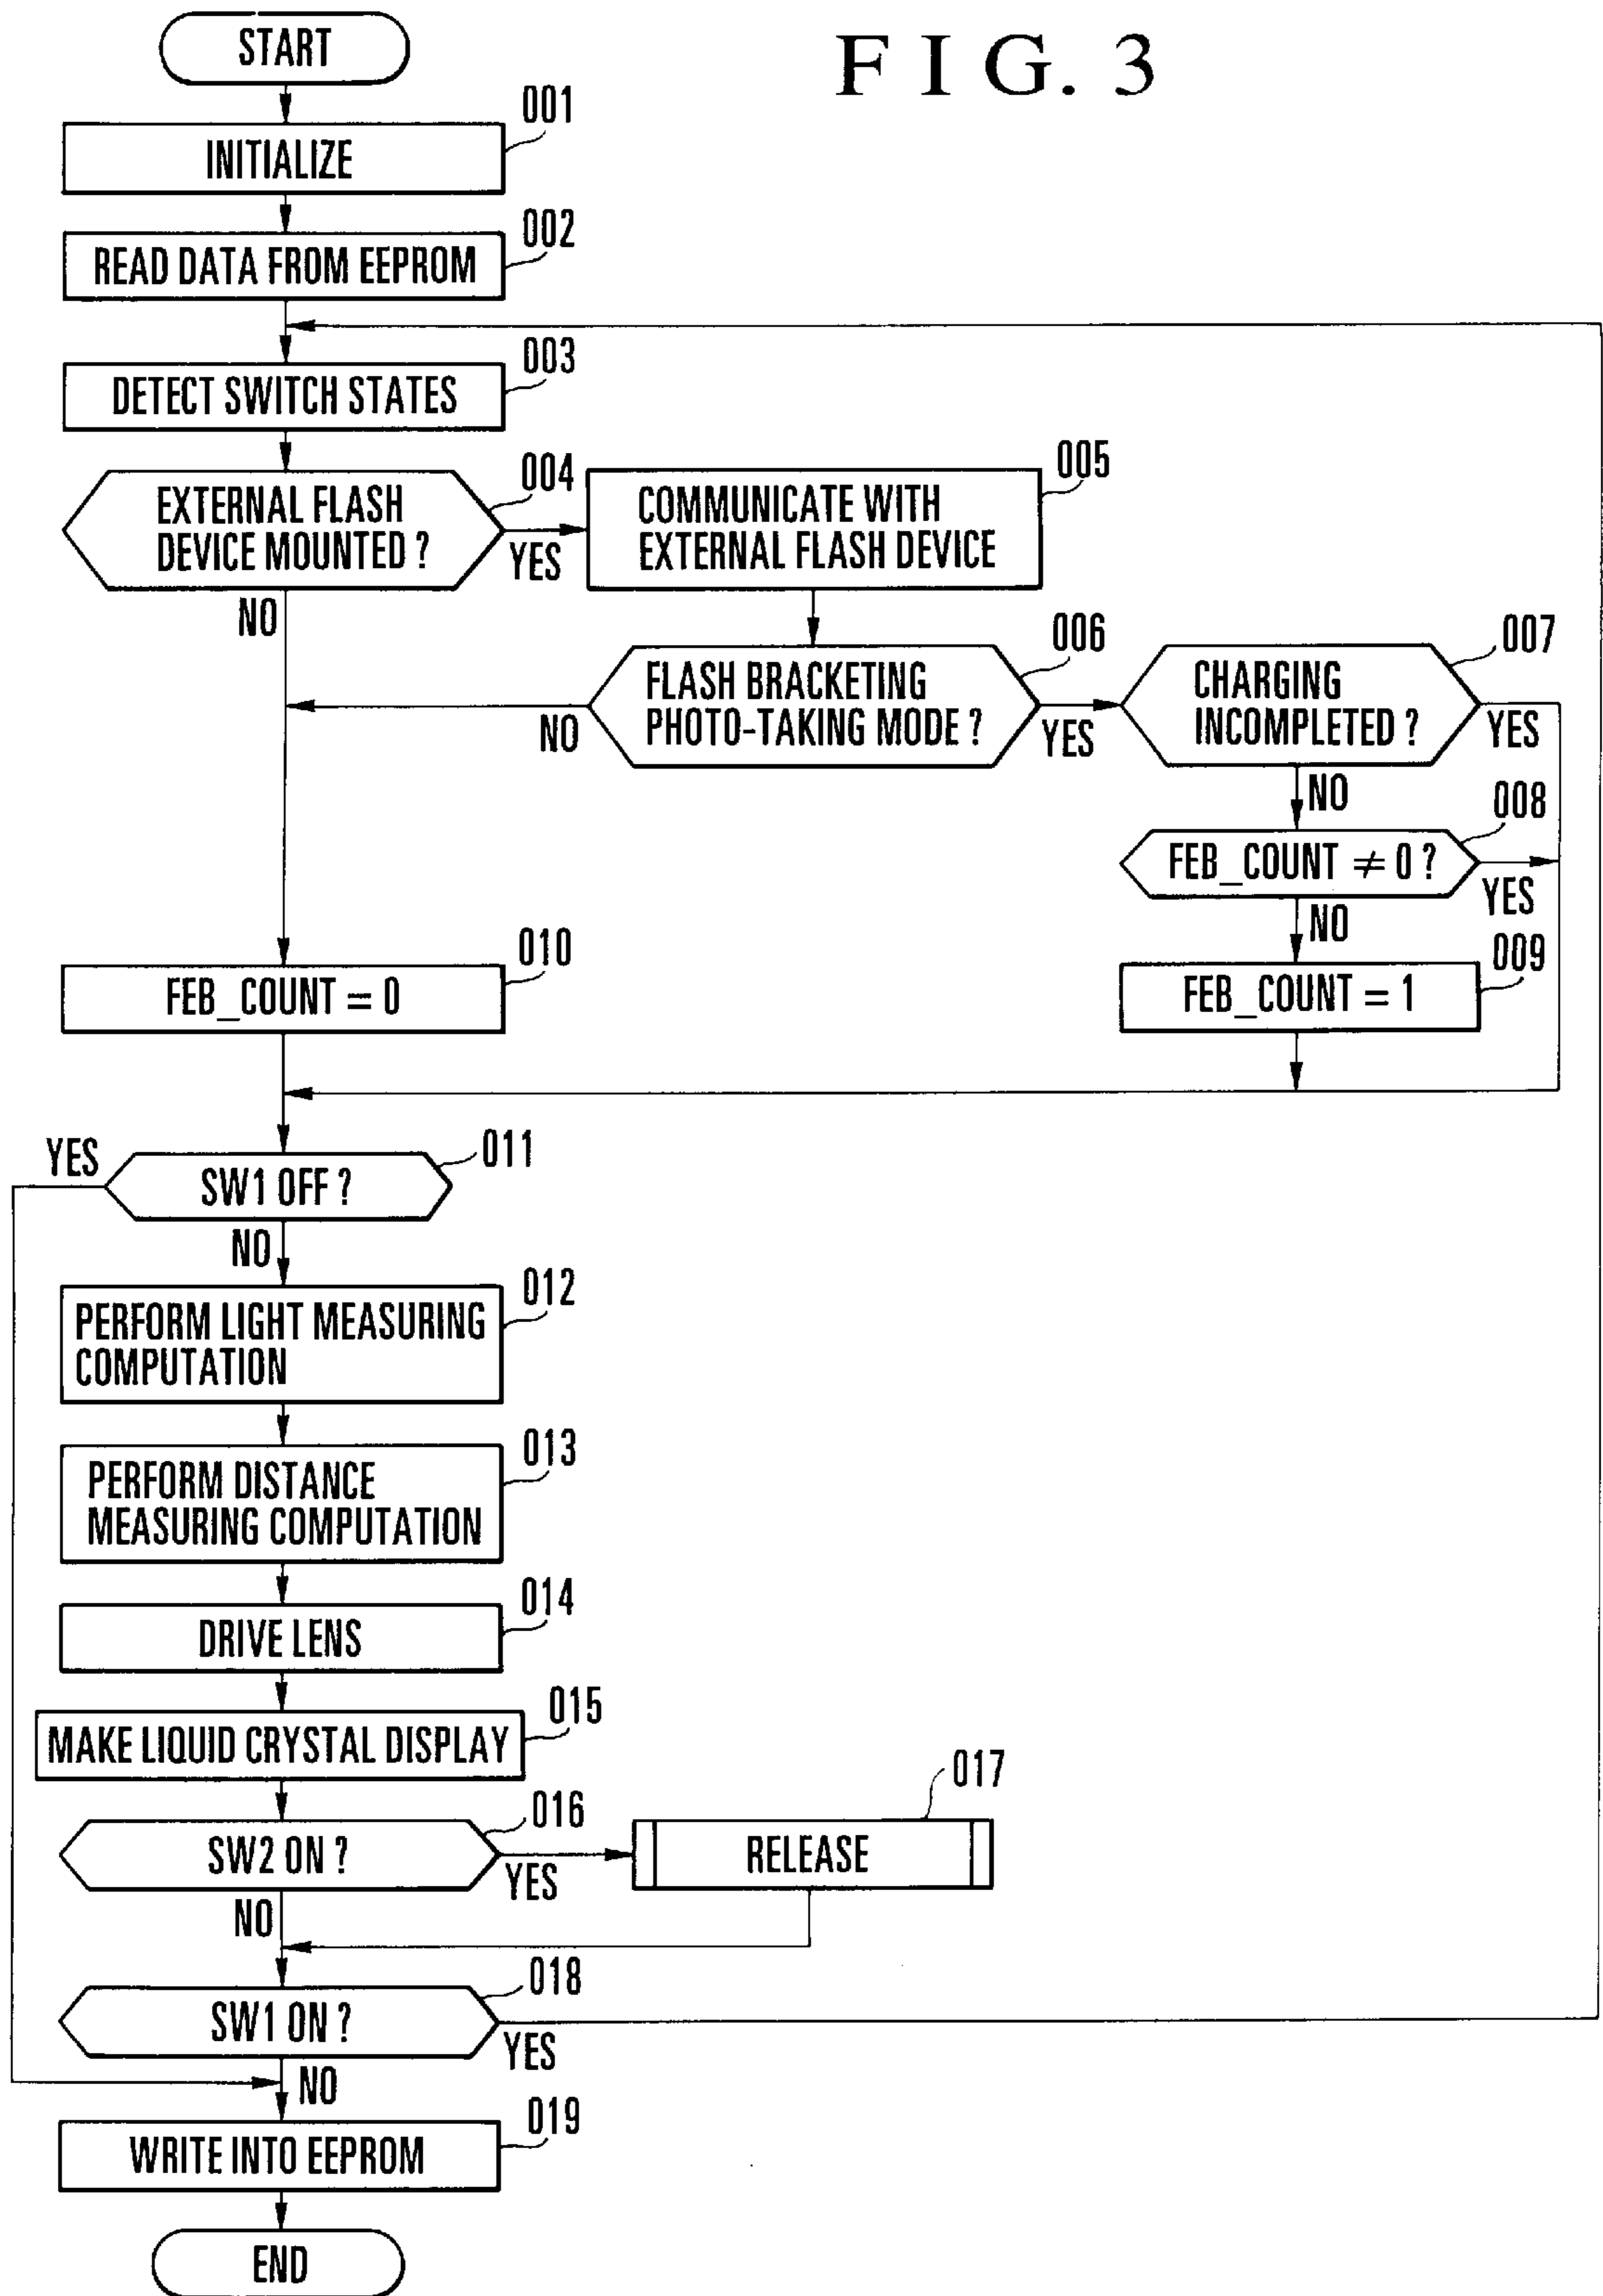 START
FIG. 3
001
INITIALIZE
002
READ DATA FROM EEPROM
003
DETECT SWITCH STATES
004
EXTERNAL FLASH
DEVICE MOUNTED ?
YES
NO
005
COMMUNICATE WITH
EXTERNAL FLASH DEVICE
006
FLASH BRACKETING
PHOTO-TAKING MODE ?
NO
YES
007
CHARGING
INCOMPLETED ?
YES
NO
008
FEB_COUNT ≠ 0 ?
YES
NO
009
FEB_COUNT = 1
010
FEB_COUNT = 0
011
SW1 OFF ?
YES
NO
012
PERFORM LIGHT MEASURING
COMPUTATION
013
PERFORM DISTANCE
MEASURING COMPUTATION
014
DRIVE LENS
015
MAKE LIQUID CRYSTAL DISPLAY
016
SW2 ON ?
YES
NO
017
RELEASE
018
SW1 ON ?
YES
NO
019
WRITE INTO EEPROM
END